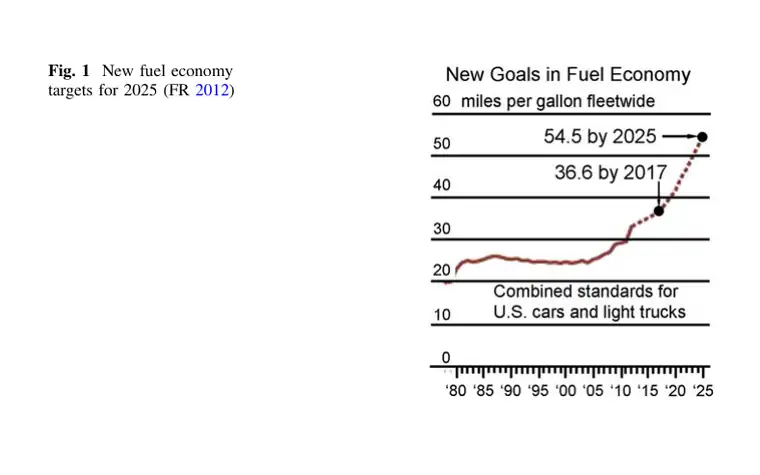 Fig. 1 New fuel economy
targets for 2025 (FR 2012)
New Goals in Fuel Economy
60 miles per gallon fleetwide
54.5 by 2025
50
36.6 by 2017
40
30
20
Combined standards for
U.S. cars and light trucks
10
0
‘80 ‘85 ‘90 ‘95 ‘00 ‘05 ‘10 ‘15 ‘20 ‘25